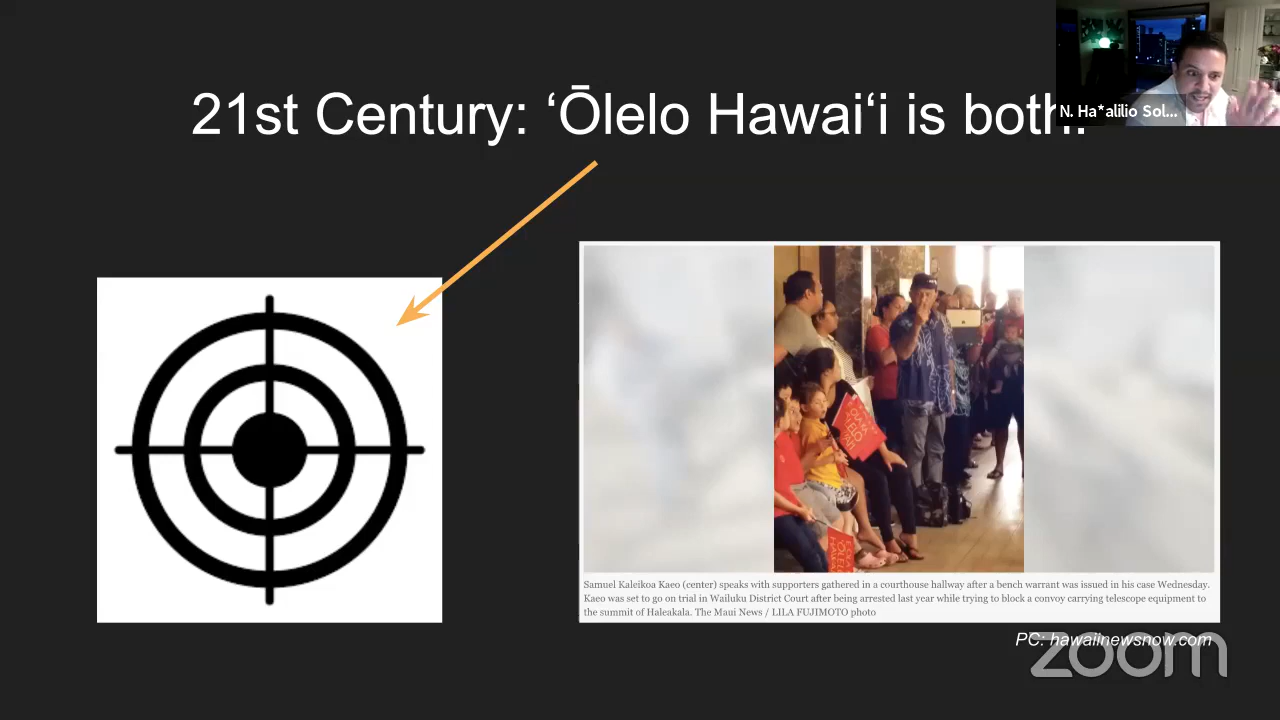 21st Century: ʻŌlelo Hawaiʻi is both..
N. Ha*alilio Sol...
OLA KA
ʻŌLELO
Samuel Kaleikoa Kaeo (center) speaks with supporters gathered in a courthouse hallway after a bench warrant was issued in his case Wednesday.
Kaeo was set to go on trial in Wailuku District Court after being arrested last year while trying to block a convoy carrying telescope equipment to
the summit of Haleakala. The Maui News / LILA FUJIMOTO photo
PC: hawaiinewsnow.com
zoom